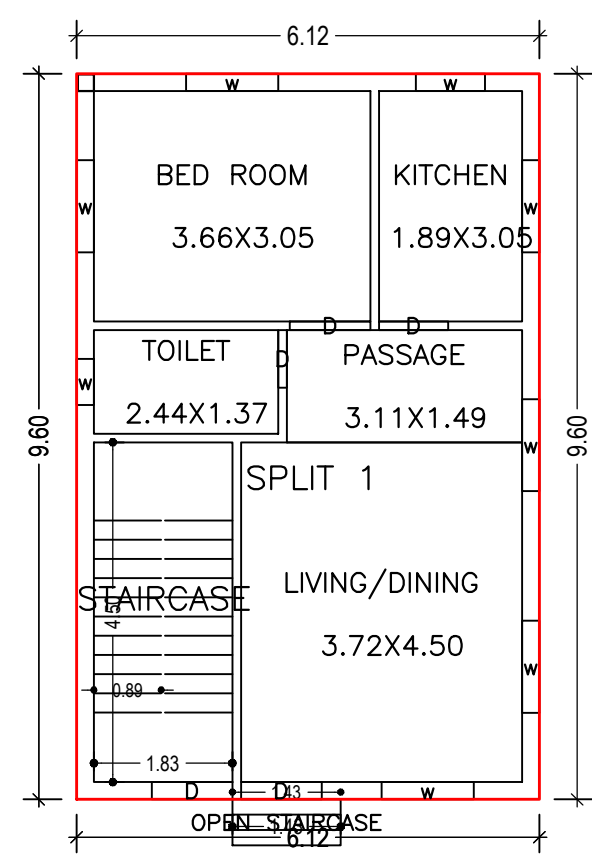 6.12
W W
BED ROOM KITCHEN
W W
3.66X3.05 1.89X3.05
D D
TOILET D PASSAGE
W
2.44X1.37 3.11X1.49
9.60 9.60
W
SPLIT 1
LIVING/DINING
STAIRCASE
4.50
3.72X4.50
W
0.89
1.83
D D 1.43 W
OPEN STAIRCASE
6.12